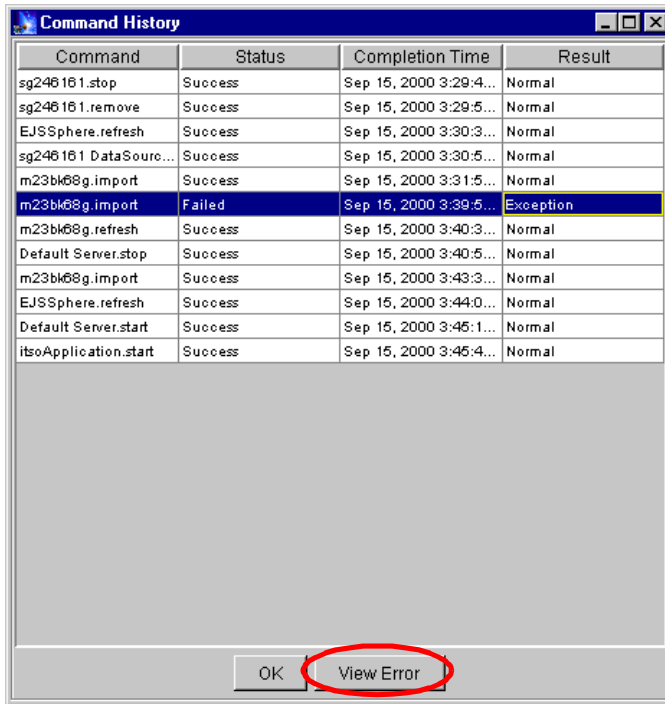 Command History
Command Status Completion Time Result
sg246161.stop Success Sep 15, 2000 3:29:4... Normal
sg246161.remove Success Sep 15, 2000 3:29:5... Normal
EJSSphere.refresh Success Sep 15, 2000 3:30:3... Normal
sg246161 DataSourc... Success Sep 15, 2000 3:30:5... Normal
m23bk68g.import Success Sep 15, 2000 3:31:5... Normal
m23bk68g.import Failed Sep 15, 2000 3:39:5... Exception
m23bk68g.refresh Success Sep 15, 2000 3:40:3... Normal
Default Server.stop Success Sep 15, 2000 3:40:5... Normal
m23bk68g.import Success Sep 15, 2000 3:43:3... Normal
EJSSphere.refresh Success Sep 15, 2000 3:44:0... Normal
Default Server.start Success Sep 15, 2000 3:45:1... Normal
itsoApplication.start Success Sep 15, 2000 3:45:4... Normal
OK View Error